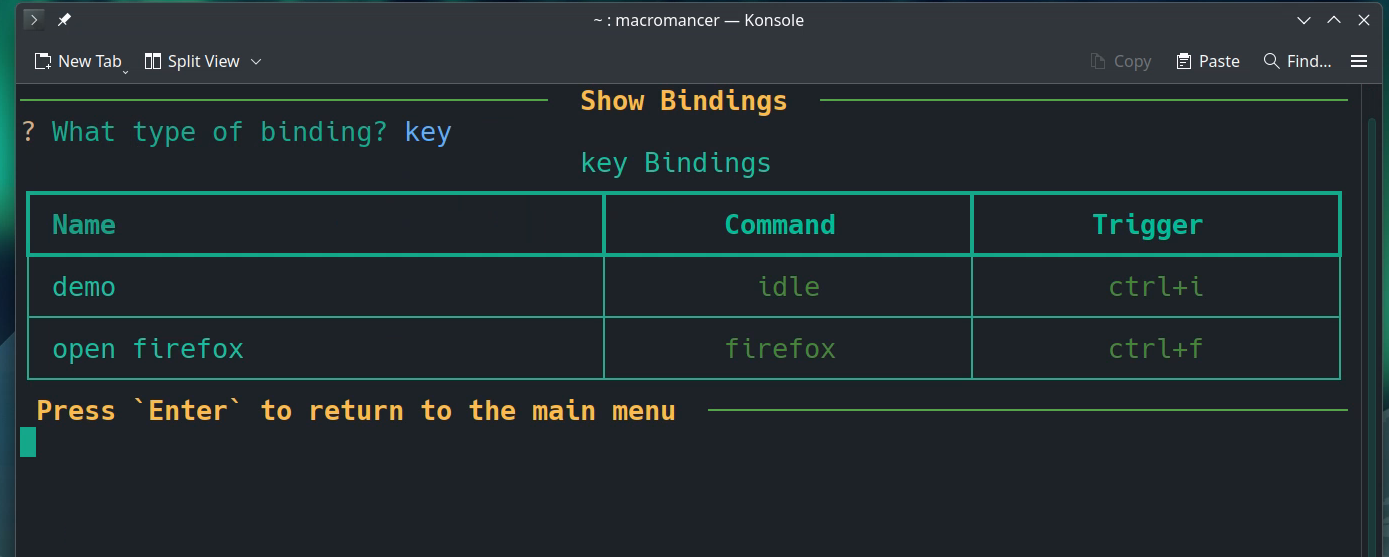 ~ : macromancer — Konsole
New Tab Split View Copy Paste Find...
Show Bindings
? What type of binding? key
key Bindings
Name Command Trigger
demo idle ctrl+i
open firefox firefox ctrl+f
Press `Enter` to return to the main menu